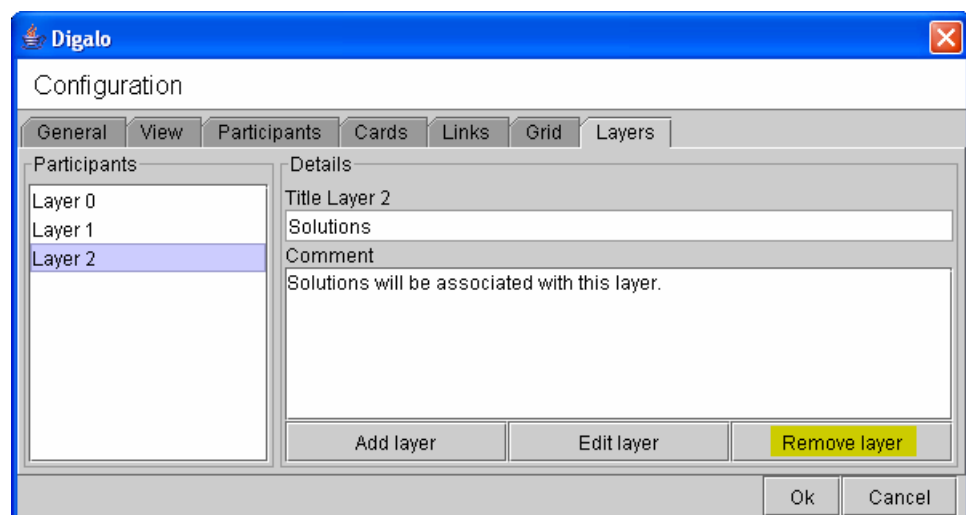 Digalo
Configuration
General View Participants Cards Links Grid Layers
Participants
Layer 0
Layer 1
Layer 2
Details
Title Layer 2
Solutions
Comment
Solutions will be associated with this layer.
Add layer Edit layer Remove layer
Ok Cancel